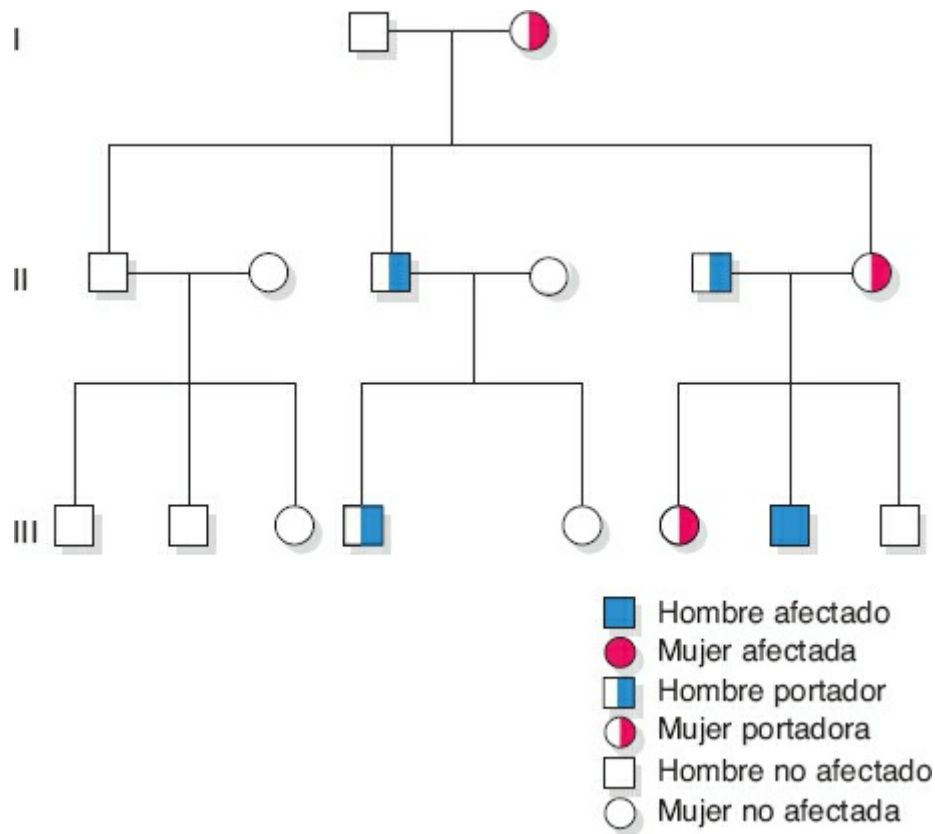 I
II
III
Hombre afectado
Mujer afectada
Hombre portador
Mujer portadora
Hombre no afectado
Mujer no afectada